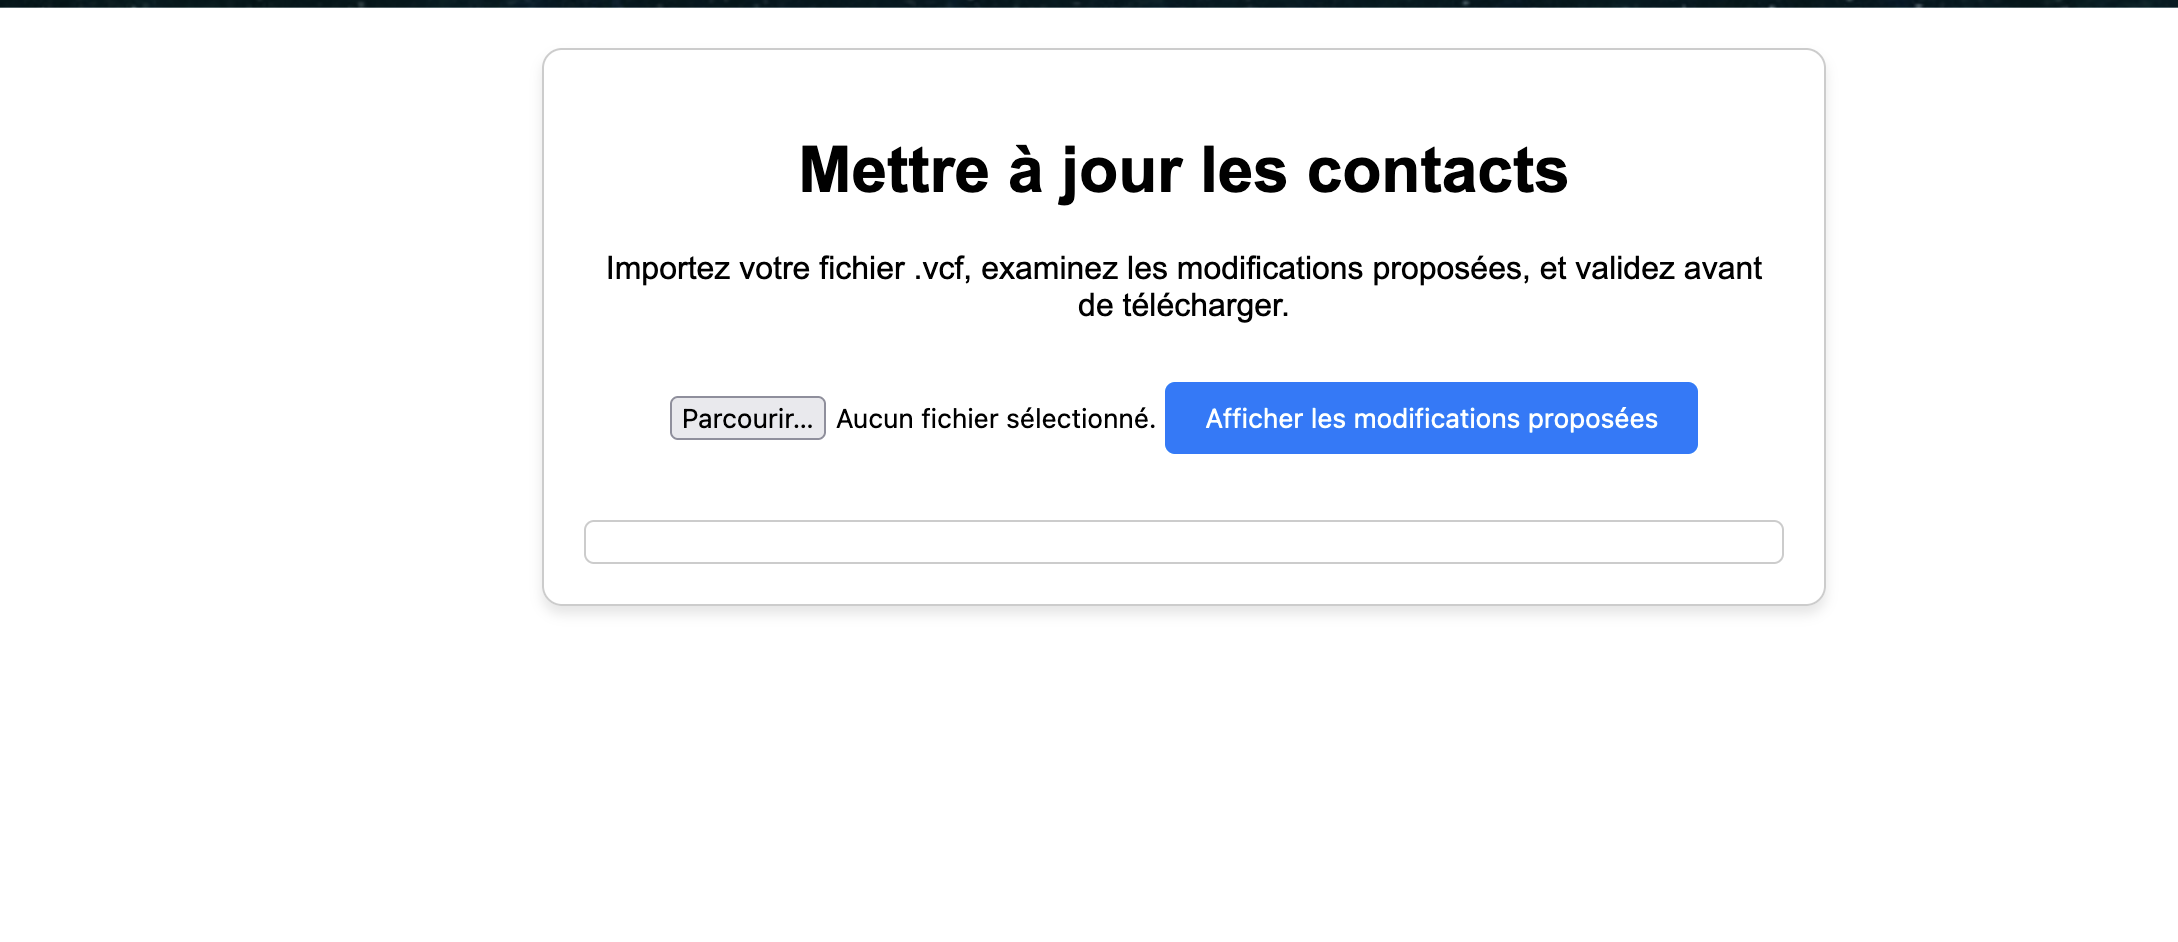 Mettre à jour les contacts
Importez votre fichier .vcf, examinez les modifications proposées, et validez avant
de télécharger.
Parcourir... Aucun fichier sélectionné. Afficher les modifications proposées